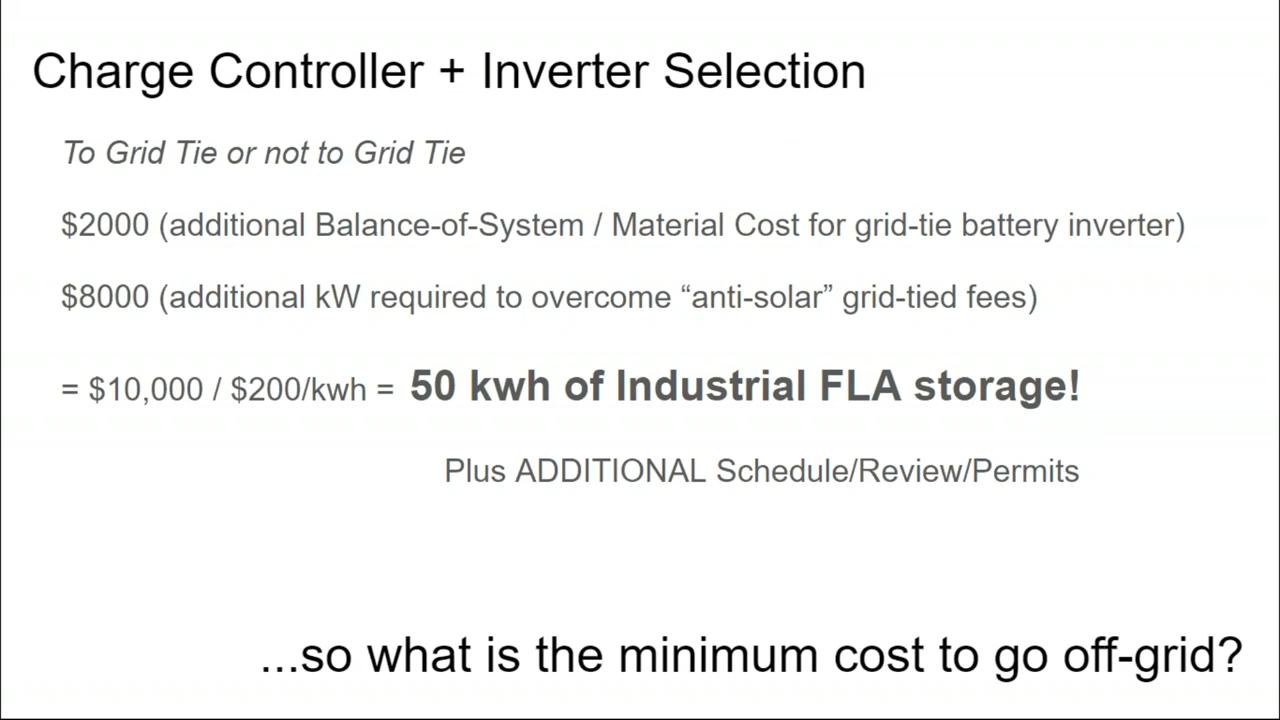 Charge Controller + Inverter Selection
To Grid Tie or not to Grid Tie
$2000 (additional Balance-of-System / Material Cost for grid-tie battery inverter)
$8000 (additional kW required to overcome “anti-solar” grid-tied fees)
= $10,000 / $200/kwh = 50 kwh of Industrial FLA storage!
Plus ADDITIONAL Schedule/Review/Permits
...so what is the minimum cost to go off-grid?